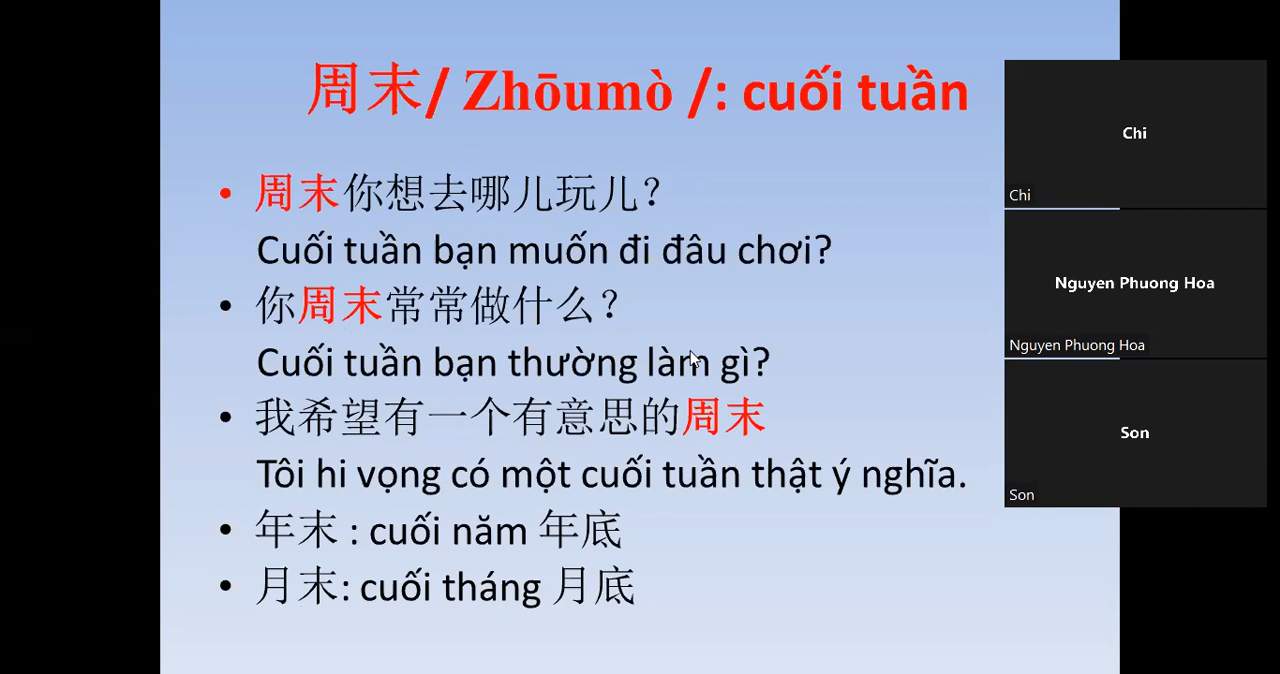 周末/ Zhōumò /: cuối tuần
• 周末你想去哪儿玩儿？
Cuối tuần bạn muốn đi đâu chơi?
• 你周末常常做什么？
Cuối tuần bạn thường làm gì?
• 我希望有一个有意思的周末
Tôi hi vọng có một cuối tuần thật ý nghĩa.
• 年末 : cuối năm 年底
• 月末: cuối tháng 月底
Chi
Chi
Nguyen Phuong Hoa
Nguyen Phuong Hoa
Son
Son